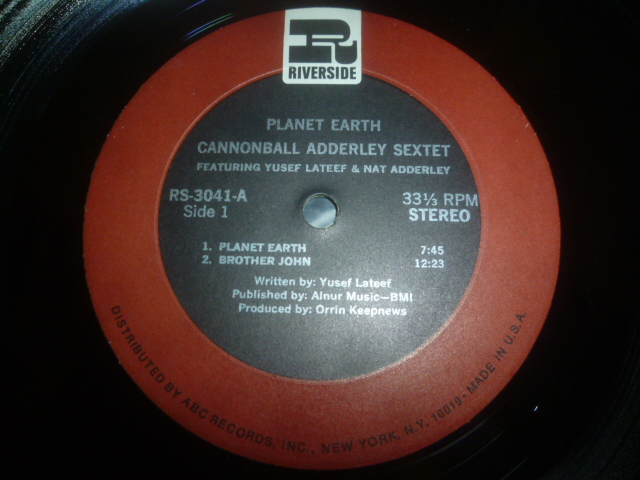 R
RIVERSIDE
PLANET EARTH
CANNONBALL ADDERLEY SEXTET
FEATURING YUSEF LATEEF & NAT ADDERLEY
RS-3041-A
Side 1
33⅓ RPM
STEREO
1. PLANET EARTH 7:45
2. BROTHER JOHN 12:23
Written by: Yusef Lateef
Published by: Alnur Music—BMI
Produced by: Orrin Keepnews
DISTRIBUTED BY ABC RECORDS, INC., NEW YORK, N.Y. 10019 - MADE IN U.S.A.